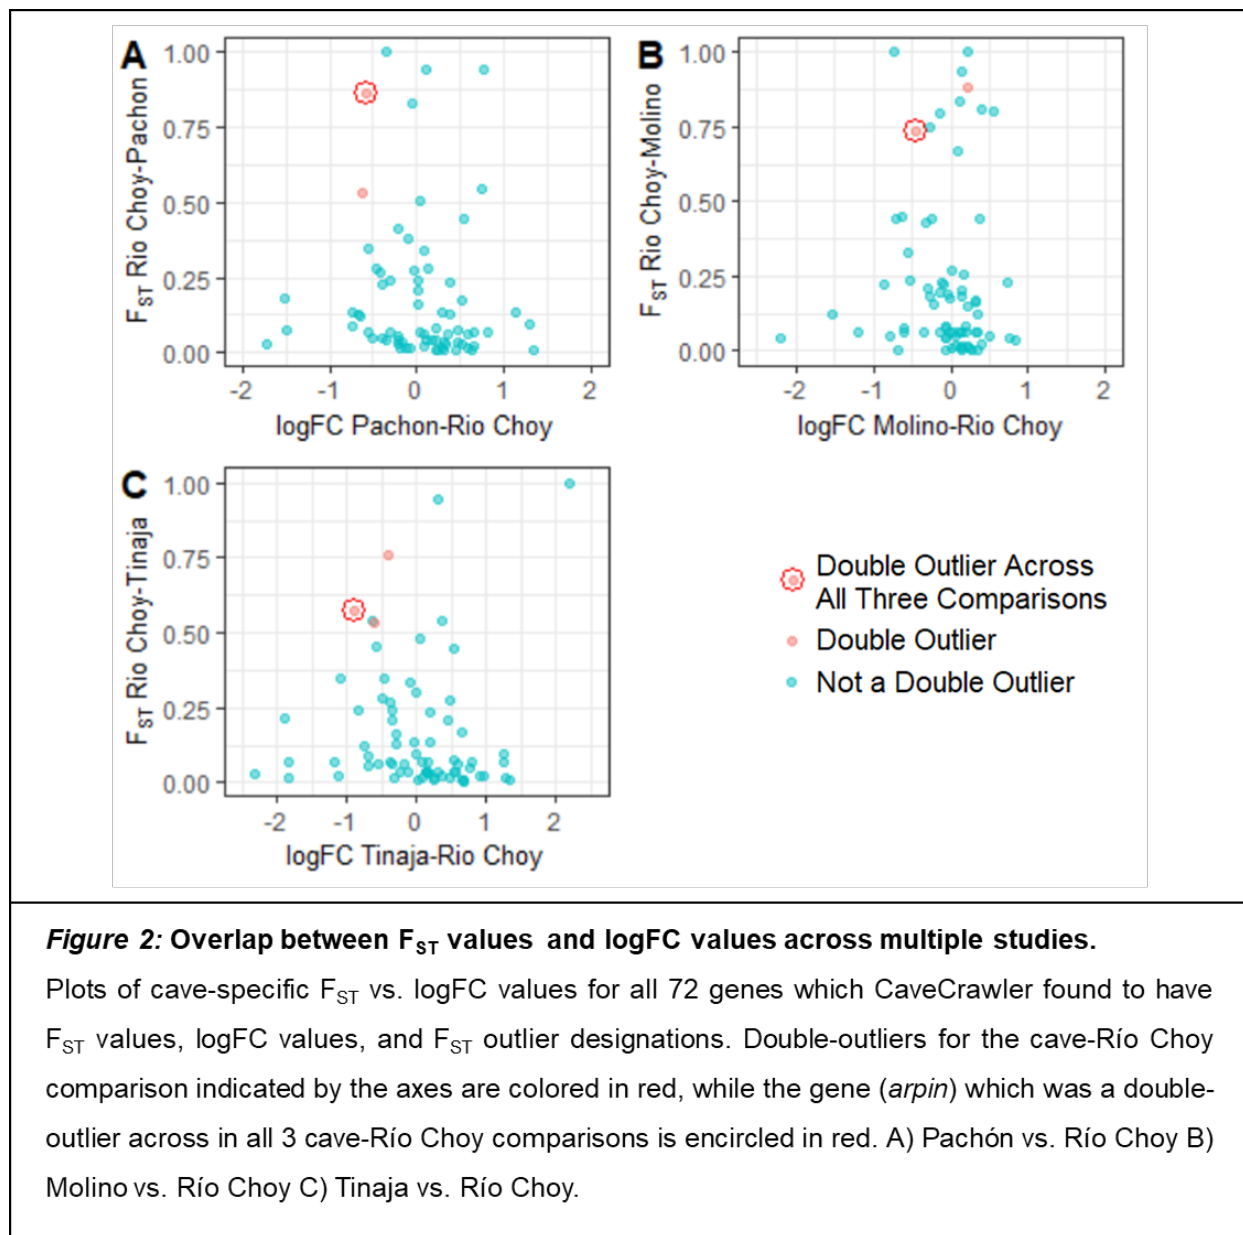 A
1.00
0.75
0.50
0.25
0.00
F_ST Rio Choy-Pachon
-2 -1 0 1 2
logFC Pachon-Rio Choy
B
1.00
0.75
0.50
0.25
0.00
F_ST Rio Choy-Molino
-2 -1 0 1 2
logFC Molino-Rio Choy
C
1.00
0.75
0.50
0.25
0.00
F_ST Rio Choy-Tinaja
-2 -1 0 1 2
logFC Tinaja-Rio Choy
Double Outlier Across
All Three Comparisons
Double Outlier
Not a Double Outlier
Figure 2: Overlap between F_ST values and logFC values across multiple studies.
Plots of cave-specific F_ST vs. logFC values for all 72 genes which CaveCrawler found to have
F_ST values, logFC values, and F_ST outlier designations. Double-outliers for the cave-Río Choy
comparison indicated by the axes are colored in red, while the gene (arpin) which was a double-
outlier across in all 3 cave-Río Choy comparisons is encircled in red. A) Pachón vs. Río Choy B)
Molino vs. Río Choy C) Tinaja vs. Río Choy.